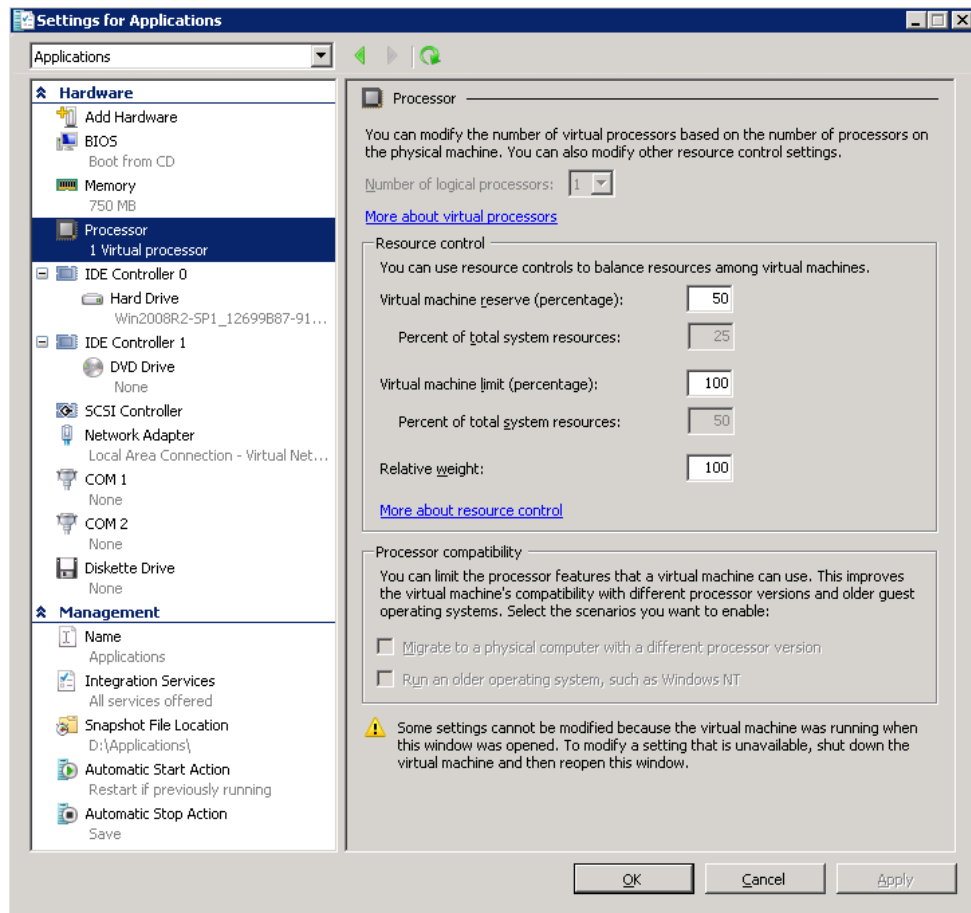 Settings for Applications
Applications
Hardware
Add Hardware
BIOS
Boot from CD
Memory
750 MB
Processor
1 Virtual processor
IDE Controller 0
Hard Drive
Win2008R2-SP1_12699B87-91...
IDE Controller 1
DVD Drive
None
SCSI Controller
Network Adapter
Local Area Connection - Virtual Net...
COM 1
None
COM 2
None
Diskette Drive
None
Management
Name
Applications
Integration Services
All services offered
Snapshot File Location
D:\Applications\
Automatic Start Action
Restart if previously running
Automatic Stop Action
Save
Processor
You can modify the number of virtual processors based on the number of processors on
the physical machine. You can also modify other resource control settings.
Number of logical processors: 1
More about virtual processors
Resource control
You can use resource controls to balance resources among virtual machines.
Virtual machine reserve (percentage): 50
Percent of total system resources: 25
Virtual machine limit (percentage): 100
Percent of total system resources: 50
Relative weight: 100
More about resource control
Processor compatibility
You can limit the processor features that a virtual machine can use. This improves
the virtual machine's compatibility with different processor versions and older guest
operating systems. Select the scenarios you want to enable:
Migrate to a physical computer with a different processor version
Run an older operating system, such as Windows NT
Some settings cannot be modified because the virtual machine was running when
this window was opened. To modify a setting that is unavailable, shut down the
virtual machine and then reopen this window.
OK Cancel Apply